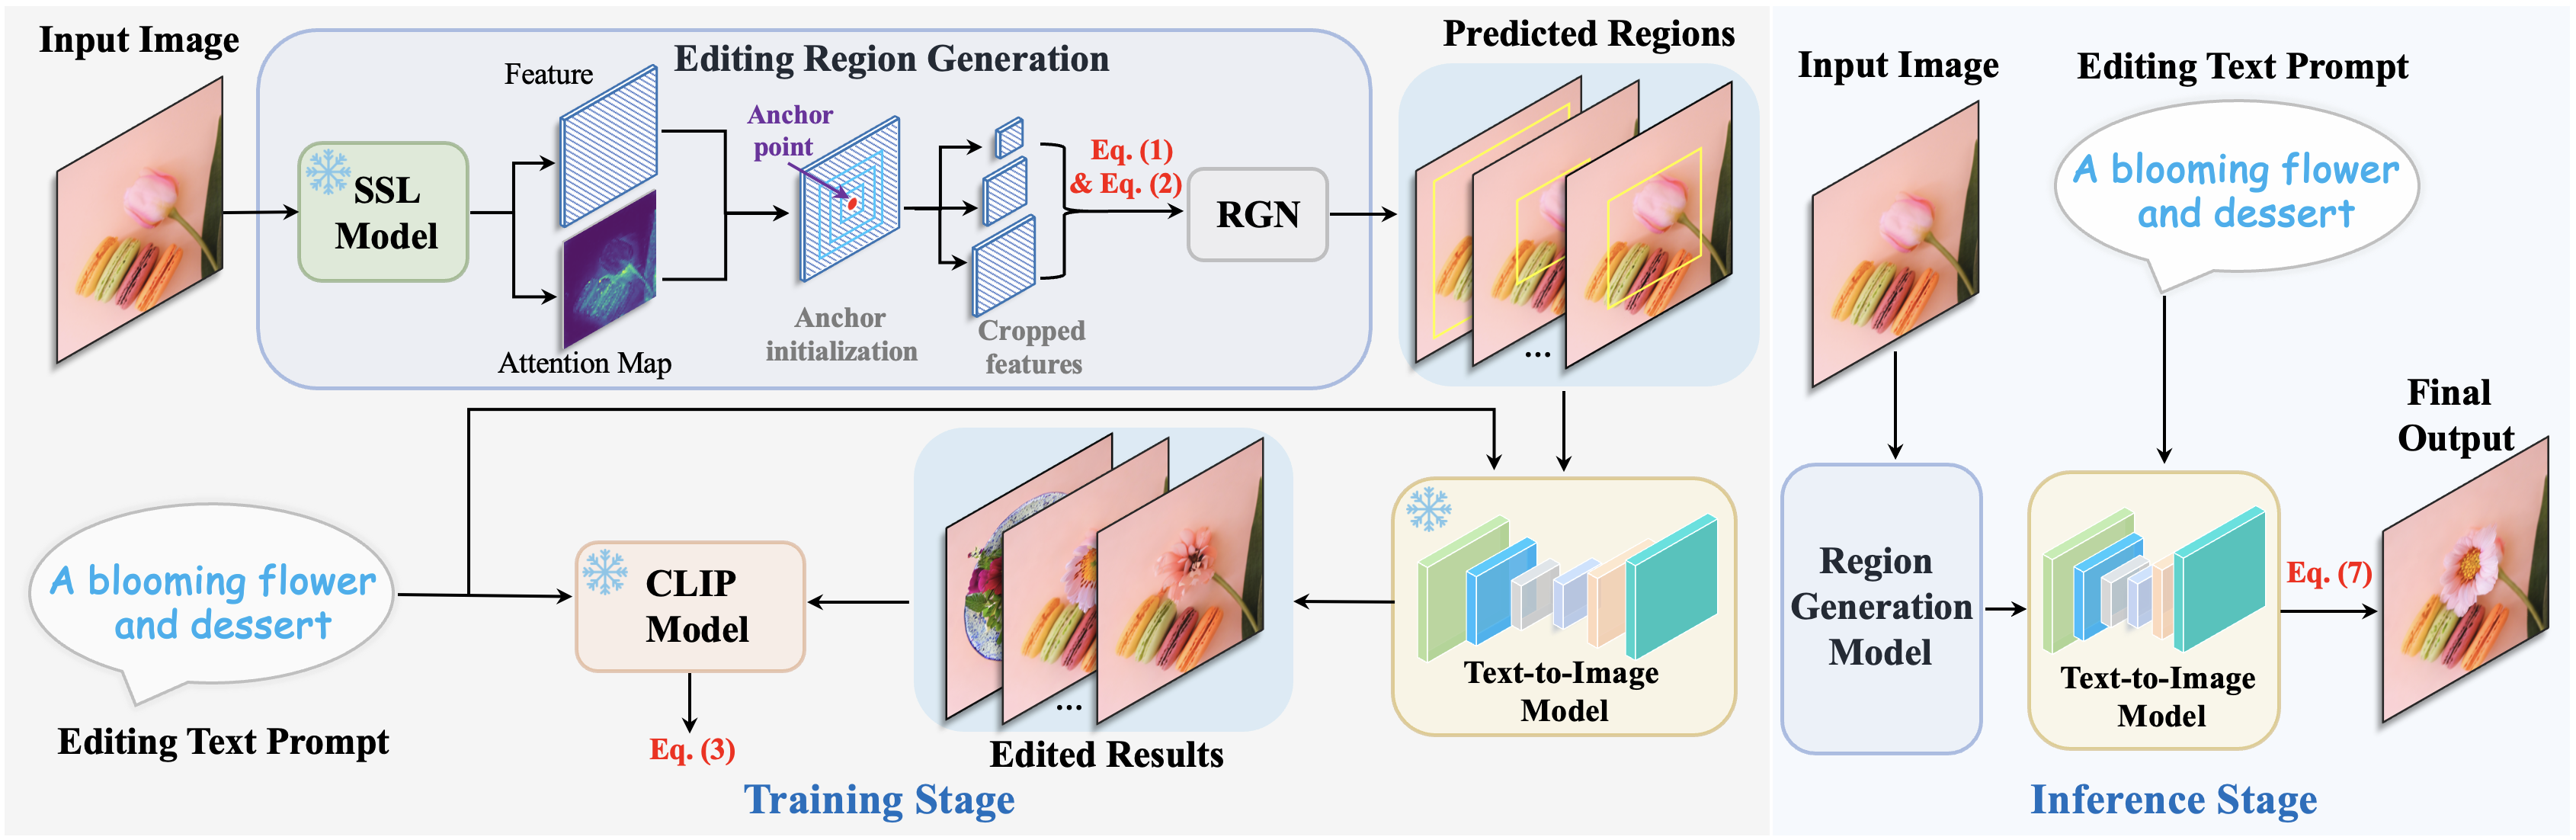 Input Image
Editing Region Generation
Feature
SSL
Model
Attention Map
Anchor
point
Anchor
initialization
Cropped
features
Eq. (1)
& Eq. (2)
RGN
Predicted Regions
...
Editing Text Prompt
A blooming flower
and dessert
CLIP
Model
Eq. (3)
...
Edited Results
Text-to-Image
Model
Training Stage
Input Image
Editing Text Prompt
A blooming flower
and dessert
Region
Generation
Model
Text-to-Image
Model
Eq. (7)
Final
Output
Inference Stage